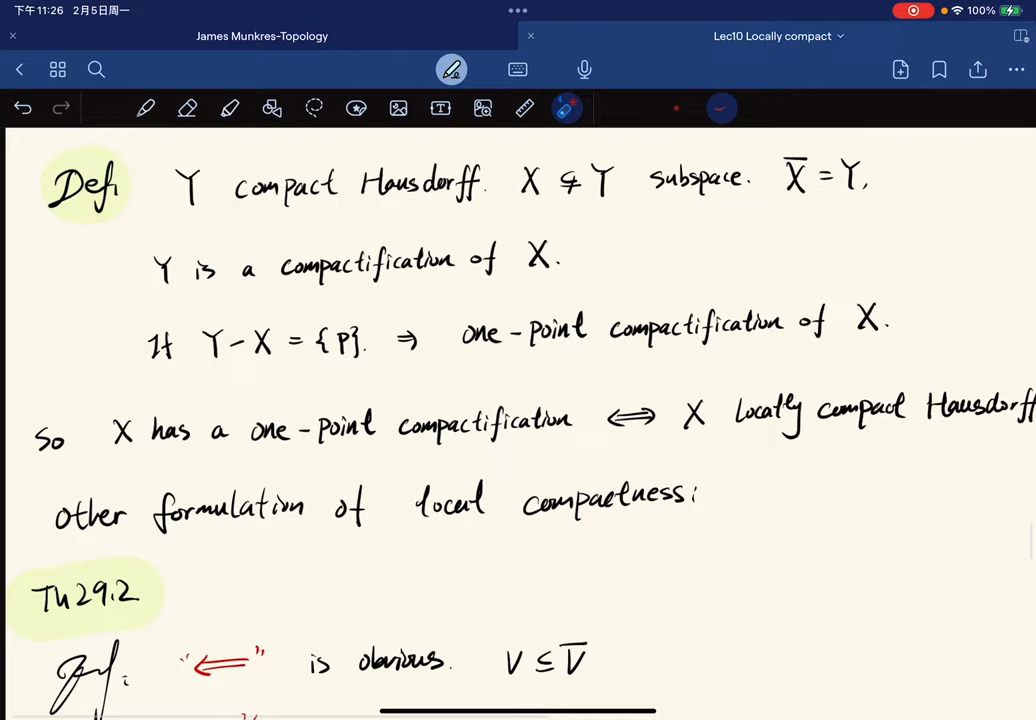 下午11:26 2月5日周一
100%
James Munkres-Topology
Lec10 Locally compact
Def: Y compact Hausdorff. X ⊊ Y subspace. X̅ = Y.
Y is a compactification of X.
If Y - X = {P}. ⇒ one-point compactification of X.
So X has a one-point compactification ⟺ X locally compact Hausdorff
other formulation of local compactness:
Th 29.2
"⟸" is obvious. V ⊆ V̅